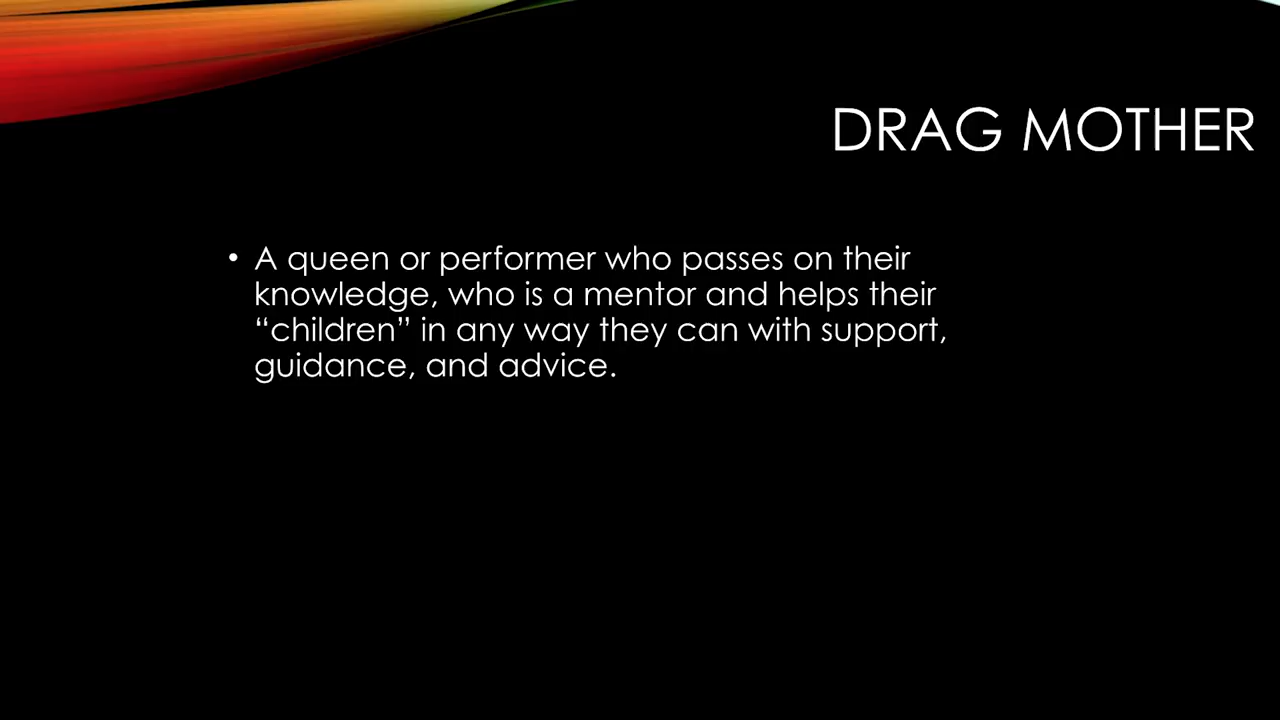 DRAG MOTHER
• A queen or performer who passes on their
knowledge, who is a mentor and helps their
“children” in any way they can with support,
guidance, and advice.